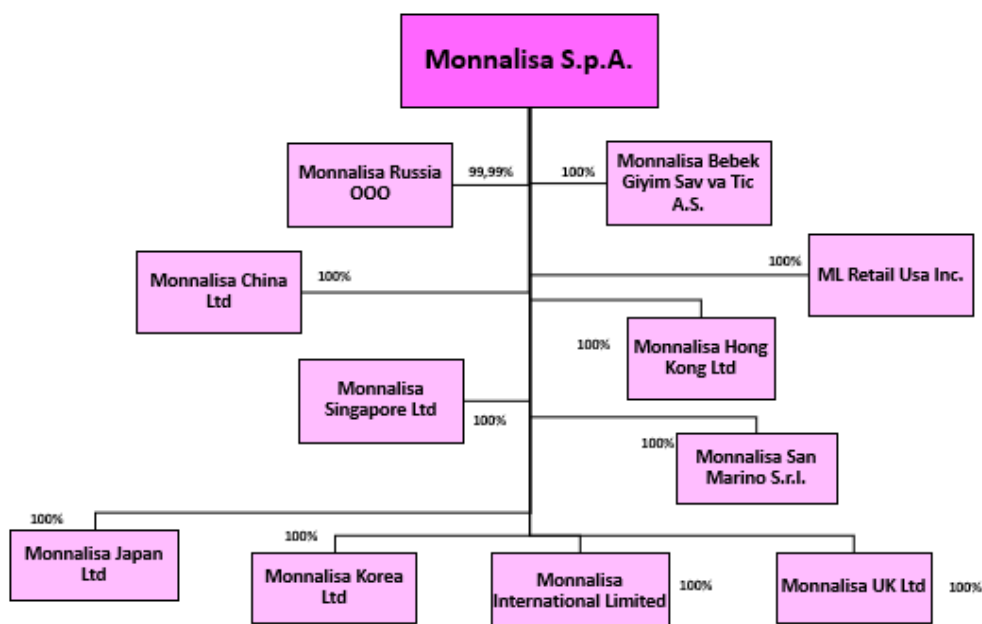 Monnalisa S.p.A.
Monnalisa Russia
OOO
99,99%
100%
Monnalisa Bebek
Giyim Sav va Tic
A.S.
Monnalisa China
Ltd
100%
100%
ML Retail Usa Inc.
100%
Monnalisa Hong
Kong Ltd
Monnalisa
Singapore Ltd
100%
100%
Monnalisa San
Marino S.r.l.
100%
Monnalisa Japan
Ltd
100%
Monnalisa Korea
Ltd
Monnalisa
International Limited
100%
Monnalisa UK Ltd
100%